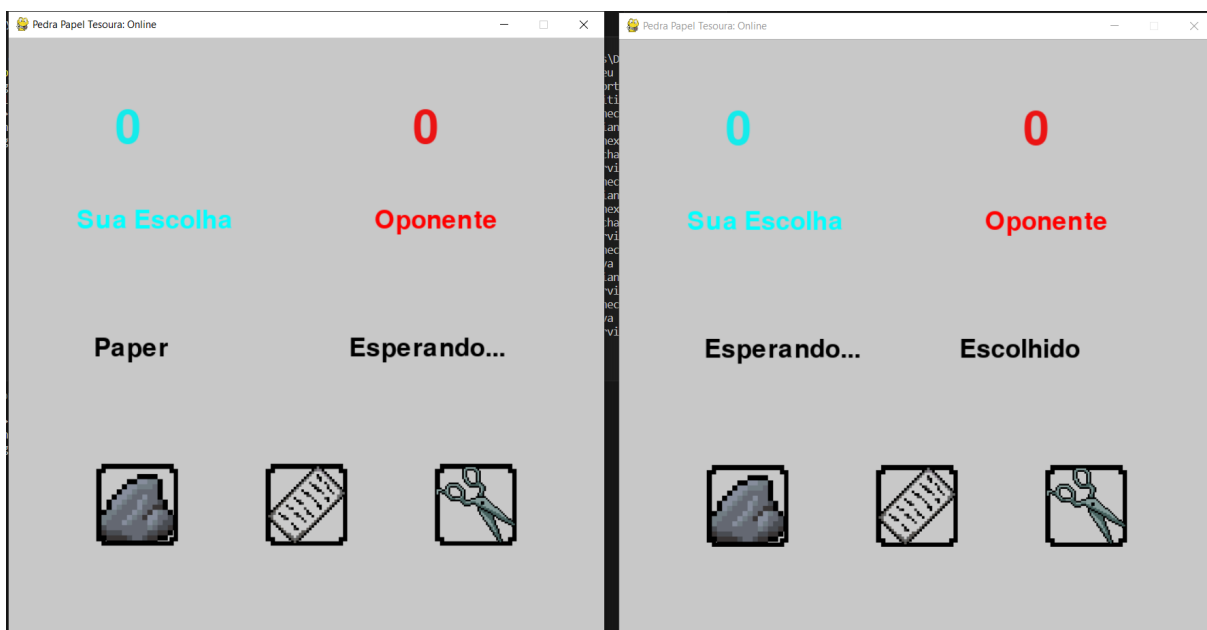 Pedra Papel Tesoura: Online
0 0
Sua Escolha Oponente
Paper Esperando...
Pedra Papel Tesoura: Online
0 0
Sua Escolha Oponente
Esperando... Escolhido